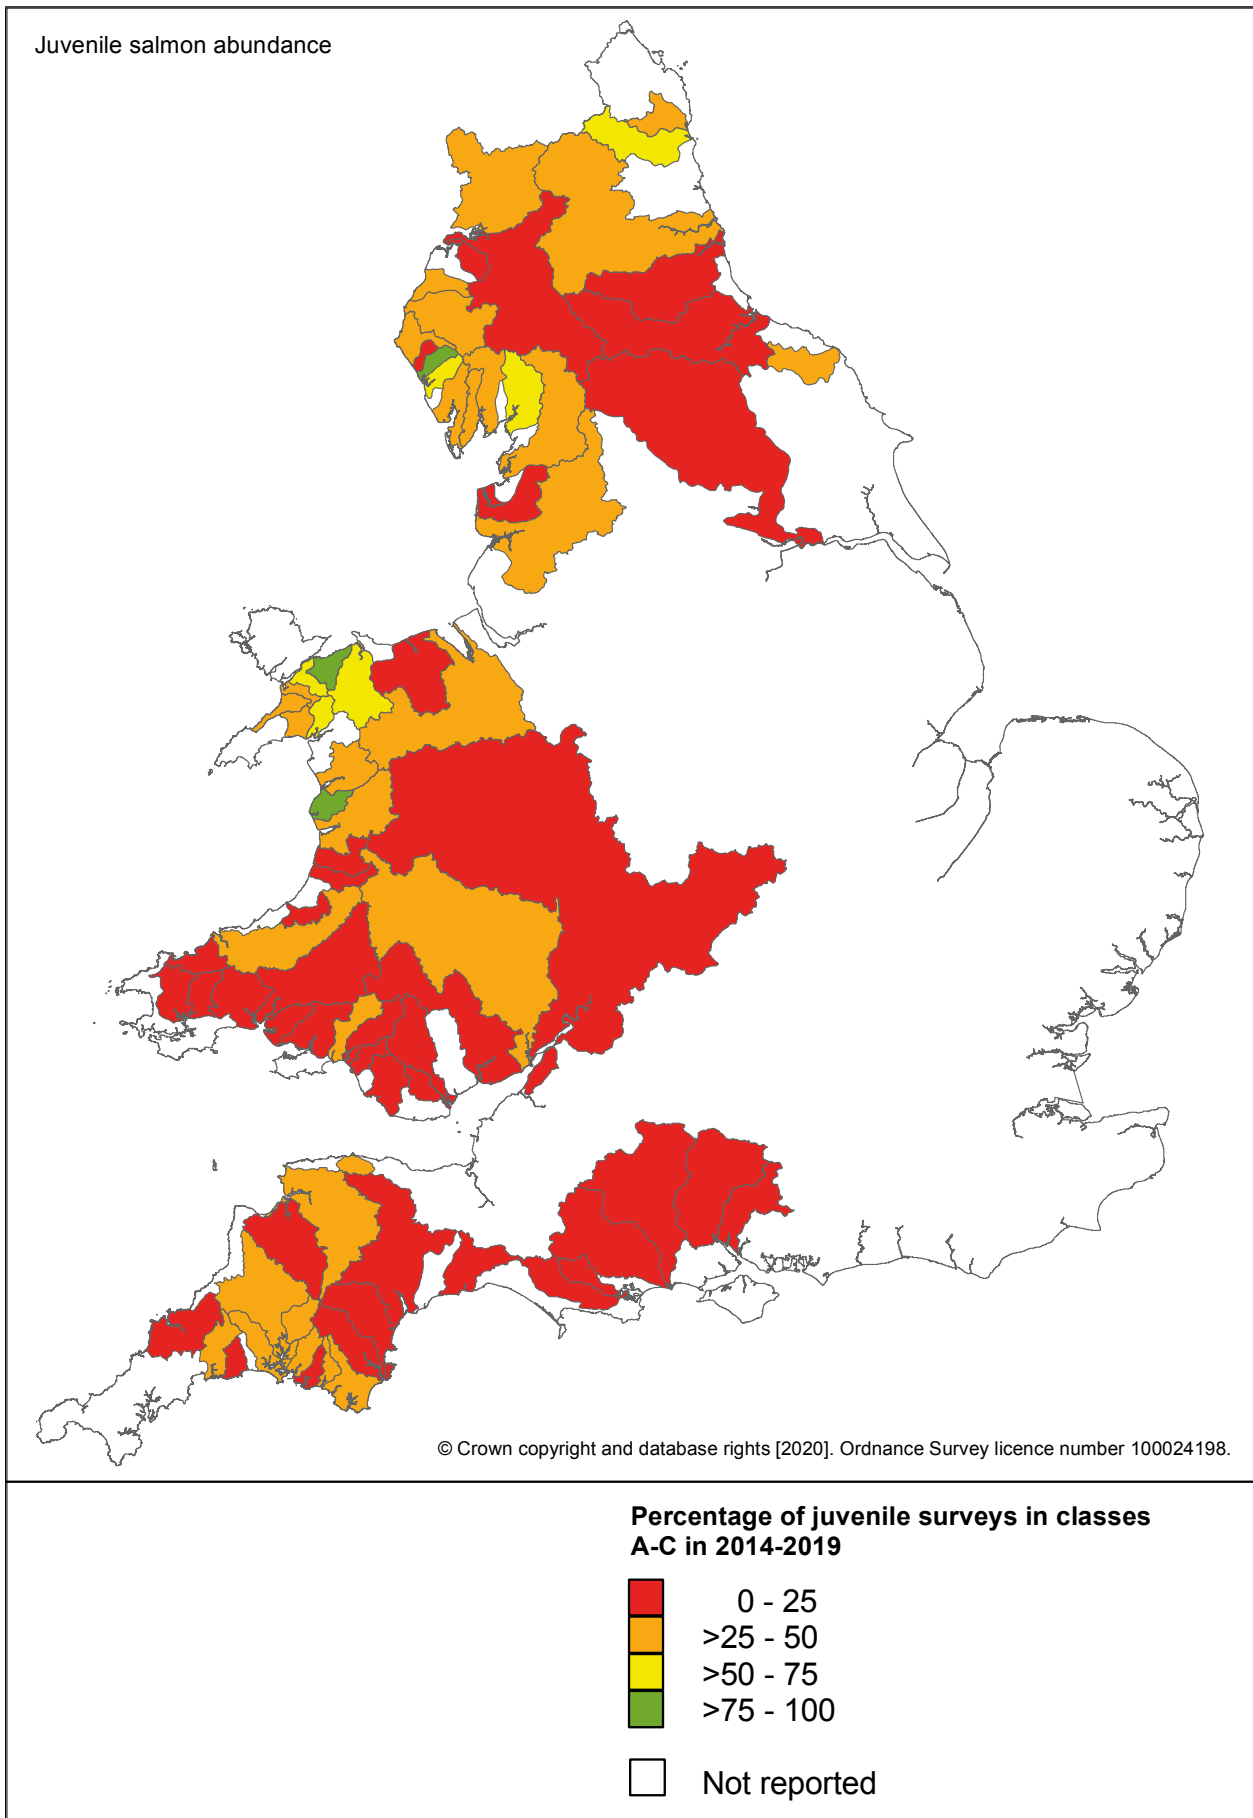 Juvenile salmon abundance
© Crown copyright and database rights [2020]. Ordnance Survey licence number 100024198.
Percentage of juvenile surveys in classes
A-C in 2014-2019
0 - 25
>25 - 50
>50 - 75
>75 - 100
Not reported